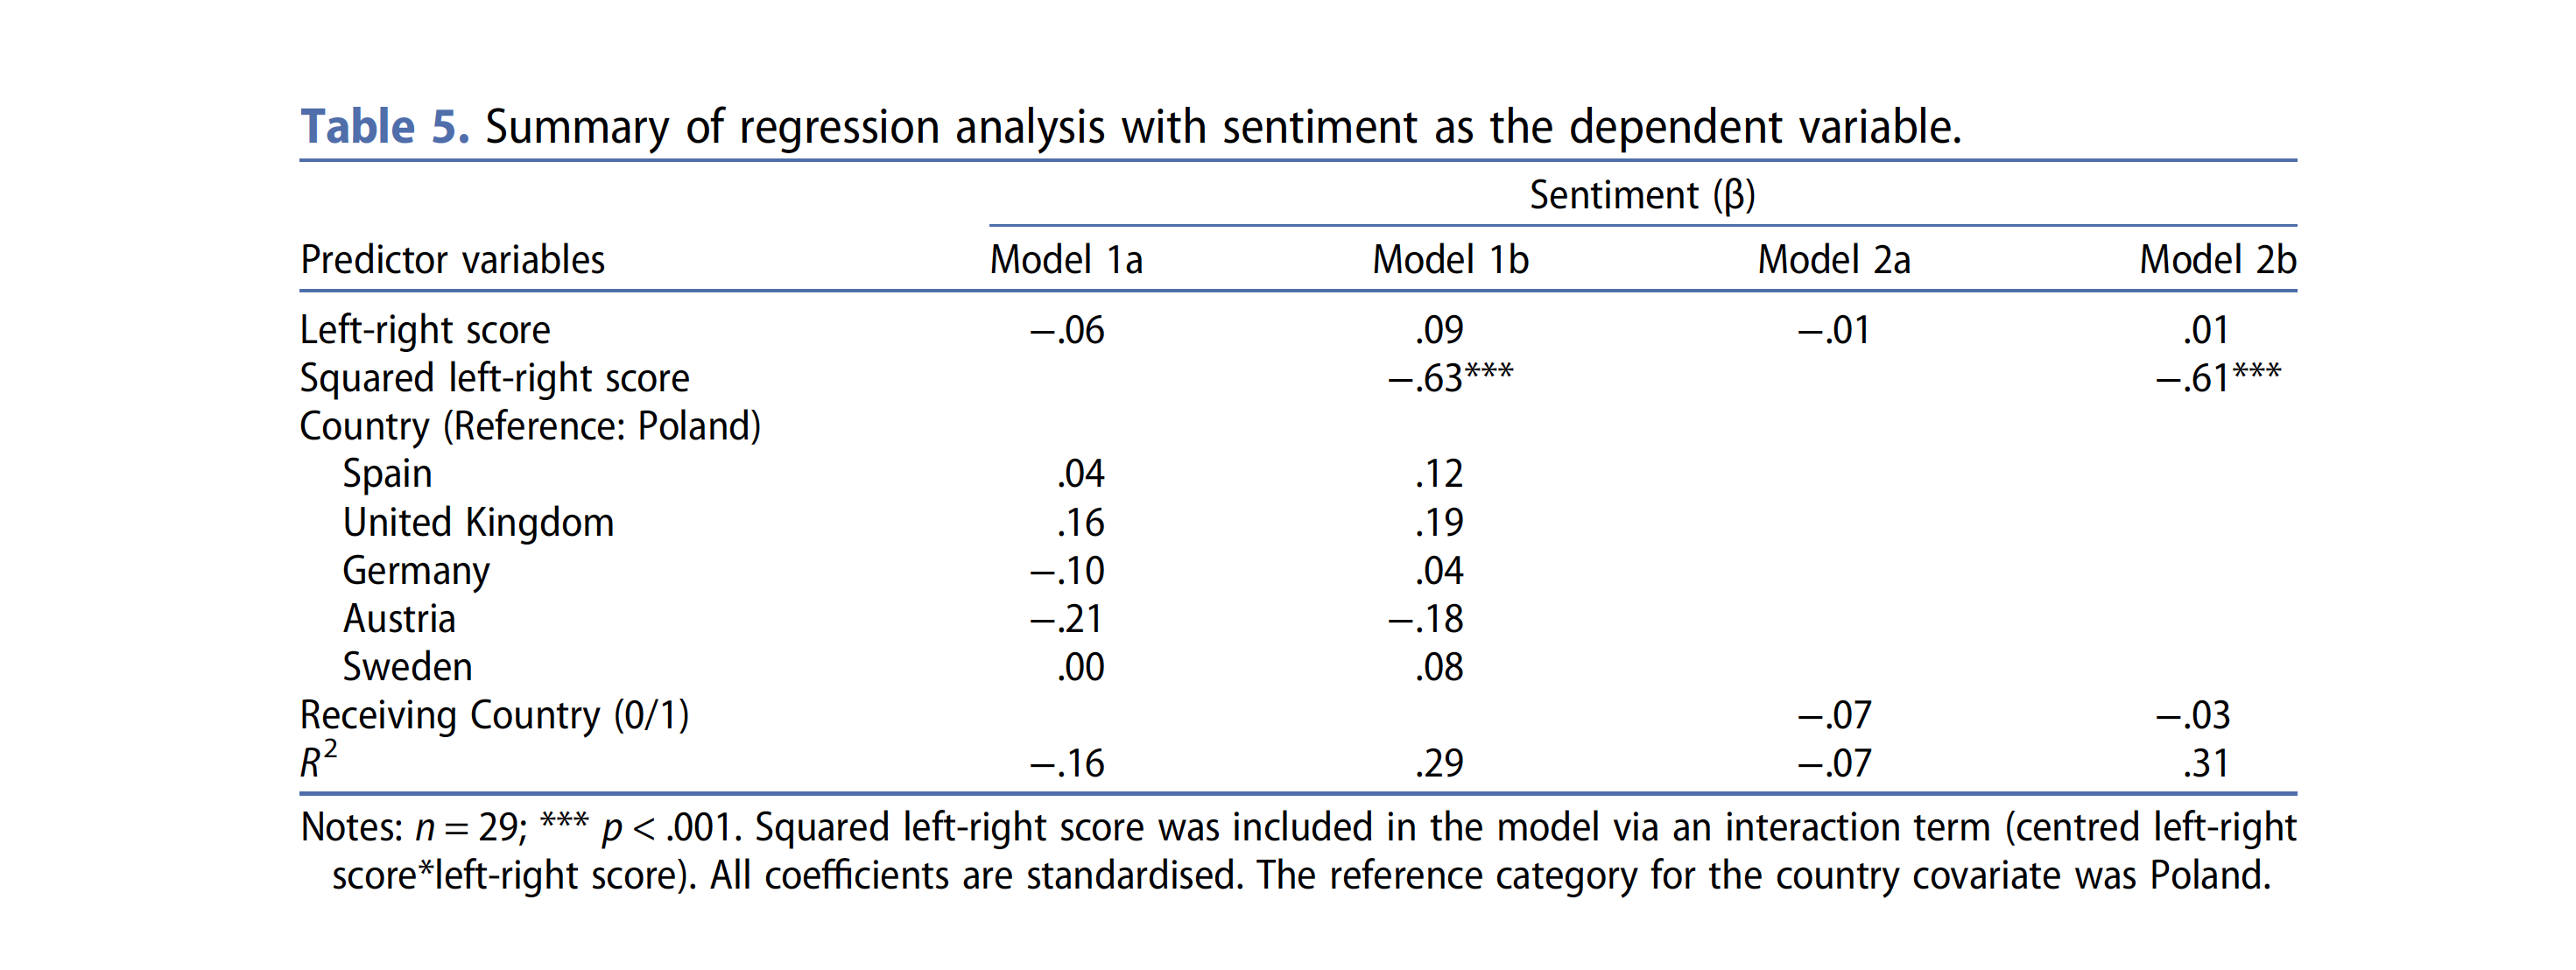 Table 5. Summary of regression analysis with sentiment as the dependent variable.
Sentiment (β)
Predictor variables Model 1a Model 1b Model 2a Model 2b
Left-right score −.06 .09 −.01 .01
Squared left-right score −.63*** −.61***
Country (Reference: Poland)
Spain .04 .12
United Kingdom .16 .19
Germany −.10 .04
Austria −.21 −.18
Sweden .00 .08
Receiving Country (0/1) −.07 −.03
R² −.16 .29 −.07 .31
Notes: n = 29; *** p < .001. Squared left-right score was included in the model via an interaction term (centred left-right
score*left-right score). All coefficients are standardised. The reference category for the country covariate was Poland.